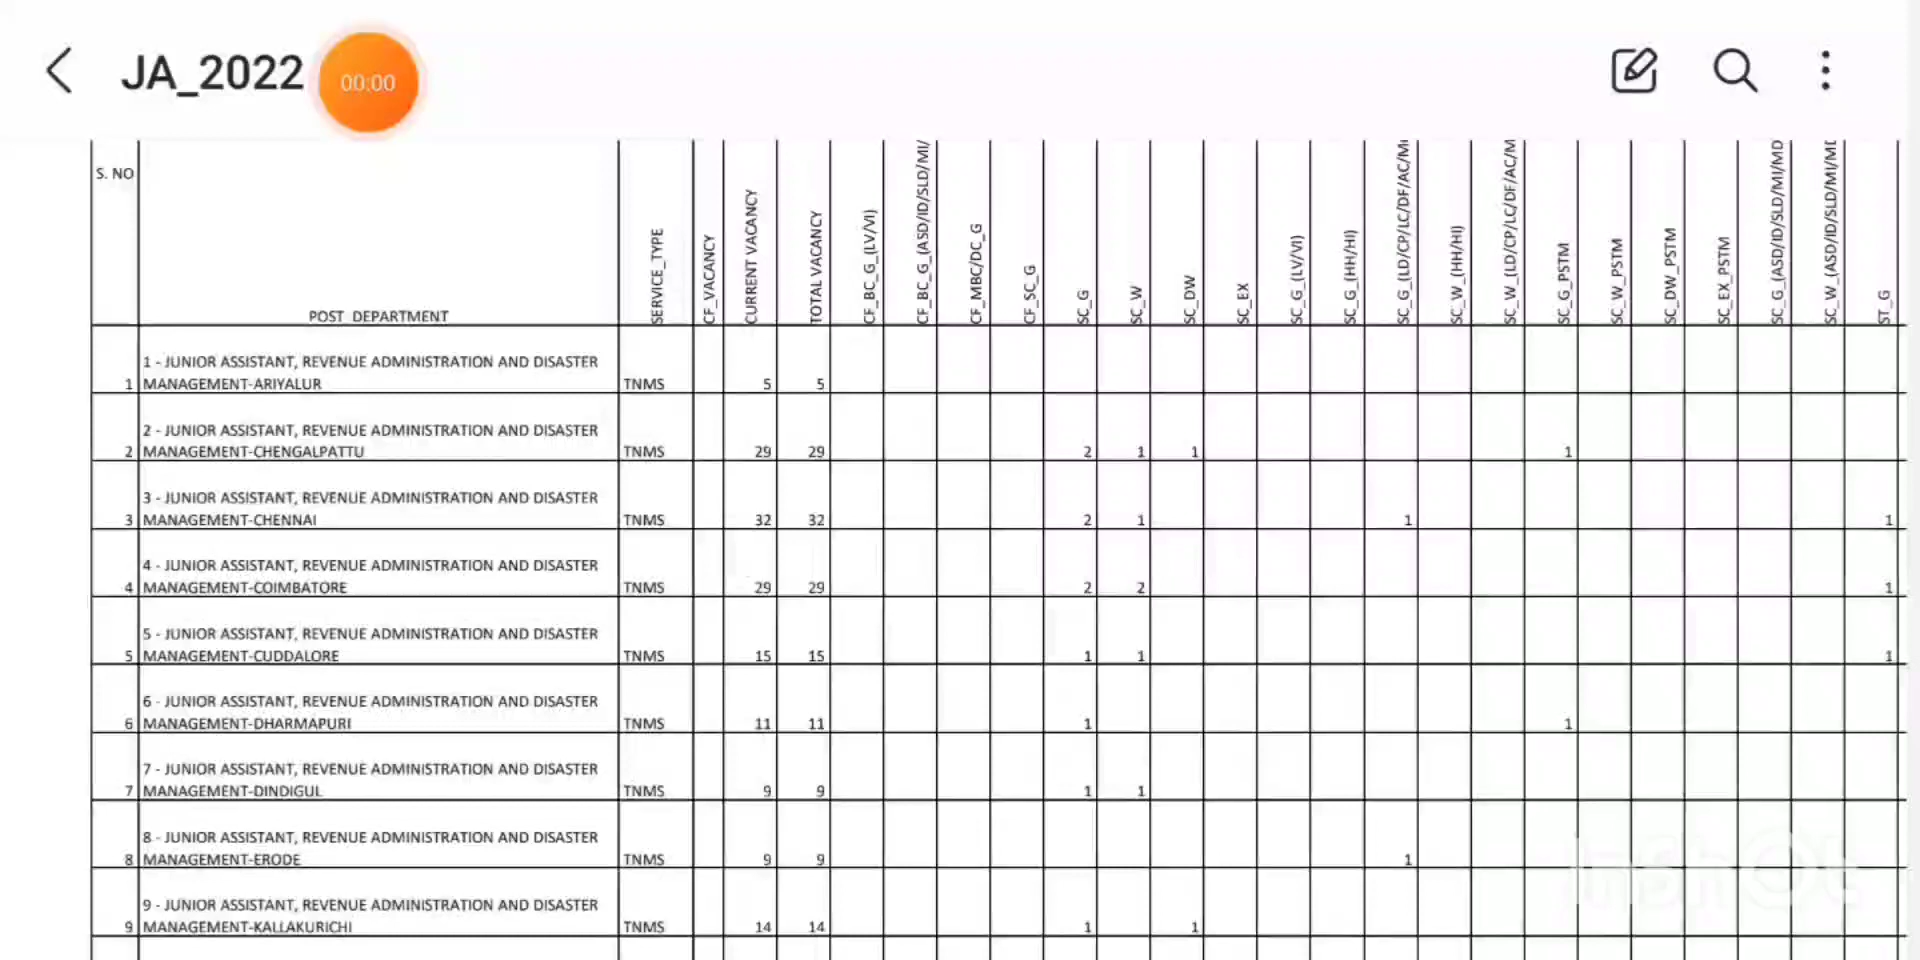 JA_2022
00:00
S. NO
POST_DEPARTMENT
SERVICE_TYPE
CF_VACANCY
CURRENT VACANCY
TOTAL VACANCY
CF_BC_G_(LV/VI)
CF_BC_G_(ASD/ID/SLD/MI/
CF_MBC/DC_G
CF_SC_G
SC_G
SC_W
SC_DW
SC_EX
SC_G_(LV/VI)
SC_G_(HH/HI)
SC_G_(LD/CP/LC/DF/AC/M
SC_W_(HH/HI)
SC_W_(LD/CP/LC/DF/AC/M
SC_G_PSTM
SC_W_PSTM
SC_DW_PSTM
SC_EX_PSTM
SC_G_(ASD/ID/SLD/MI/MD
SC_W_(ASD/ID/SLD/MI/MD
ST_G
1 - JUNIOR ASSISTANT, REVENUE ADMINISTRATION AND DISASTER
1 MANAGEMENT-ARIYALUR TNMS 5 5
2 - JUNIOR ASSISTANT, REVENUE ADMINISTRATION AND DISASTER
2 MANAGEMENT-CHENGALPATTU TNMS 29 29 2 1 1 1
3 - JUNIOR ASSISTANT, REVENUE ADMINISTRATION AND DISASTER
3 MANAGEMENT-CHENNAI TNMS 32 32 2 1 1 1
4 - JUNIOR ASSISTANT, REVENUE ADMINISTRATION AND DISASTER
4 MANAGEMENT-COIMBATORE TNMS 29 29 2 2 1
5 - JUNIOR ASSISTANT, REVENUE ADMINISTRATION AND DISASTER
5 MANAGEMENT-CUDDALORE TNMS 15 15 1 1 1
6 - JUNIOR ASSISTANT, REVENUE ADMINISTRATION AND DISASTER
6 MANAGEMENT-DHARMAPURI TNMS 11 11 1 1
7 - JUNIOR ASSISTANT, REVENUE ADMINISTRATION AND DISASTER
7 MANAGEMENT-DINDIGUL TNMS 9 9 1 1
8 - JUNIOR ASSISTANT, REVENUE ADMINISTRATION AND DISASTER
8 MANAGEMENT-ERODE TNMS 9 9 1
9 - JUNIOR ASSISTANT, REVENUE ADMINISTRATION AND DISASTER
9 MANAGEMENT-KALLAKURICHI TNMS 14 14 1 1
InShOt